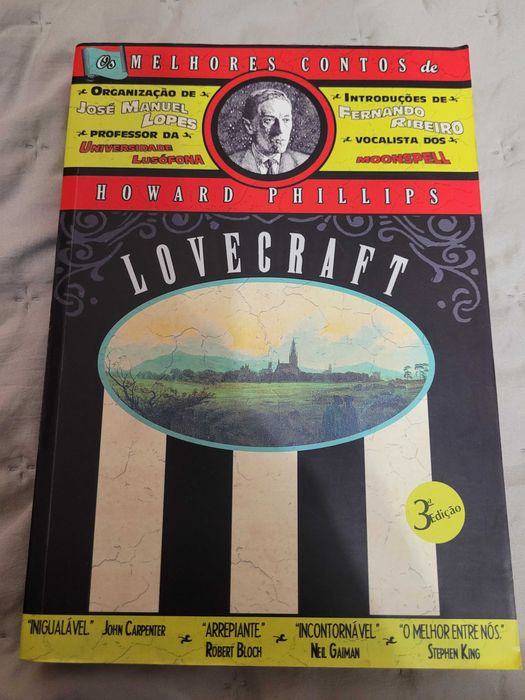 Os MELHORES CONTOS de
ORGANIZAÇÃO DE
JOSÉ MANUEL
LOPES
PROFESSOR DA
UNIVERSIDADE
LUSÓFONA
INTRODUÇÕES DE
FERNANDO
RIBEIRO
VOCALISTA DOS
MOONSPELL
HOWARD PHILLIPS
LOVECRAFT
3ª Edição
"INIGUALÁVEL." JOHN CARPENTER
"ARREPIANTE."
ROBERT BLOCH
"INCONTORNÁVEL."
NEIL GAIMAN
"O MELHOR ENTRE NÓS."
STEPHEN KING